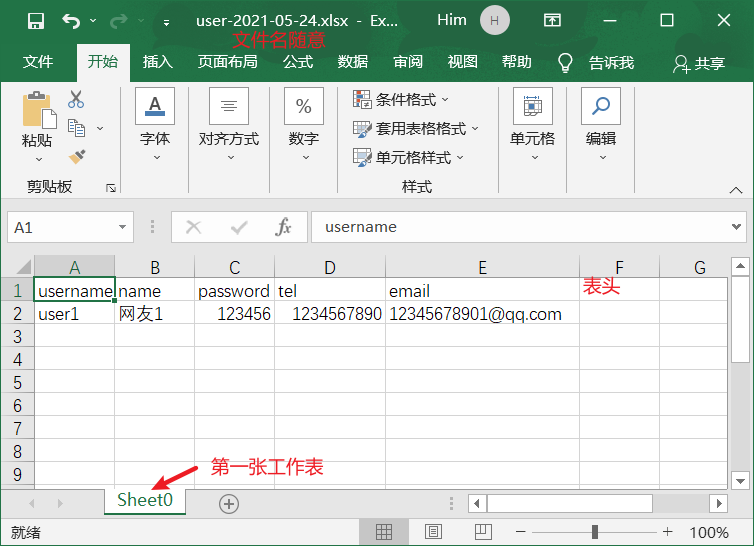 user-2021-05-24.xlsx - Ex... Him H
文件名随意
文件 开始 插入 页面布局 公式 数据 审阅 视图 帮助 告诉我 共享
粘贴
剪贴板
A
字体
对齐方式
%
数字
条件格式
套用表格格式
单元格样式
样式
单元格
编辑
A1 fx username
A B C D E F G
1 username name password tel email 表头
2 user1 网友1 123456 1234567890 12345678901@qq.com
3
4
5
6
7
8
9
第一张工作表
Sheet0
就绪 100%